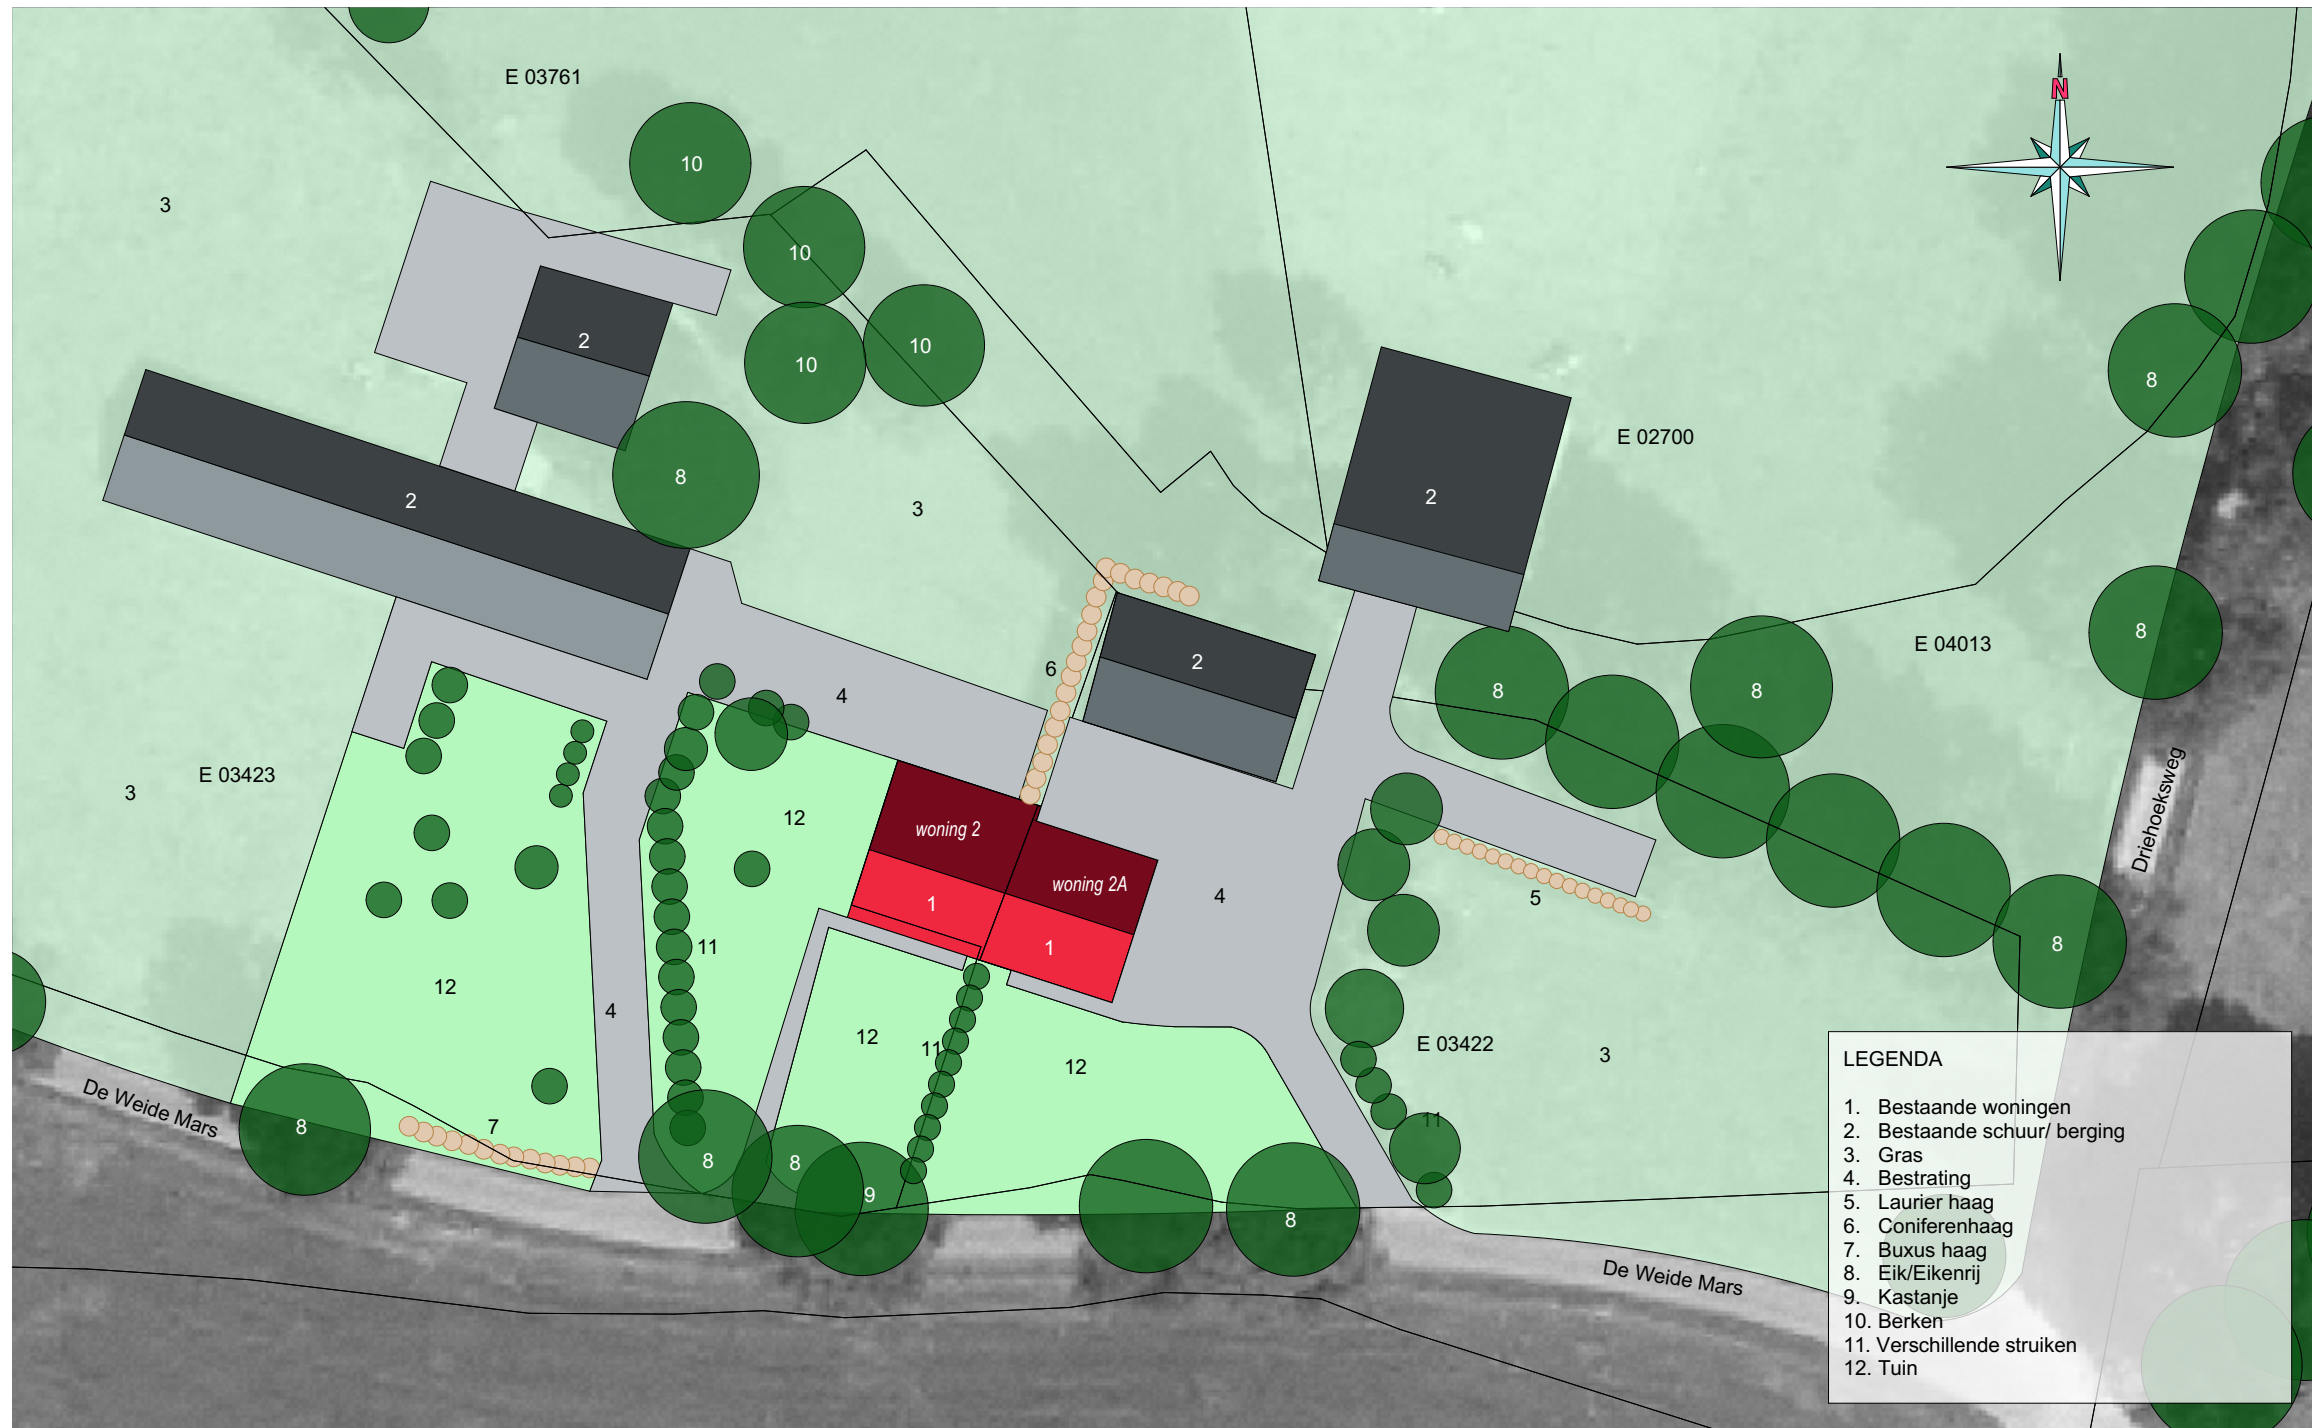 E 03761
N
10
3
10
2
10
10
8
2
8
3
E 02700
2
2
8
6
2
E 04013
8
8
4
E 03423
3
12
woning 2
Driehoeksweg
woning 2A
4
5
1
11
1
8
12
4
12
11
12
E 03422
3
De Weide Mars
8
7
11
8
8
9
8
De Weide Mars
LEGENDA
1. Bestaande woningen
2. Bestaande schuur/ berging
3. Gras
4. Bestrating
5. Laurier haag
6. Coniferenhaag
7. Buxus haag
8. Eik/Eikenrij
9. Kastanje
10. Berken
11. Verschillende struiken
12. Tuin